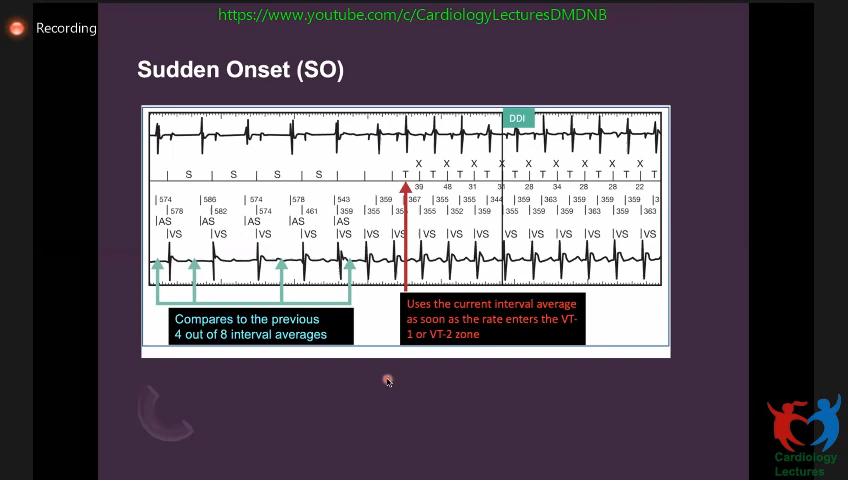 https://www.youtube.com/c/CardiologyLecturesDMDNB
Recording
Sudden Onset (SO)
DDI
X X X X X X X X X
S S S S T T T T T T T T T T
39 48 31 31 28 34 28 28 22
574 586 574 578 543 359 367 355 355 344 359 363 359 359 363
578 582 574 461 359 355 355 352 359 355 359 355 359 363
AS AS AS AS AS
VS VS VS VS VS VS VS VS VS VS VS VS VS VS
Compares to the previous
4 out of 8 interval averages
Uses the current interval average
as soon as the rate enters the VT-
1 or VT-2 zone
Cardiology
Lectures